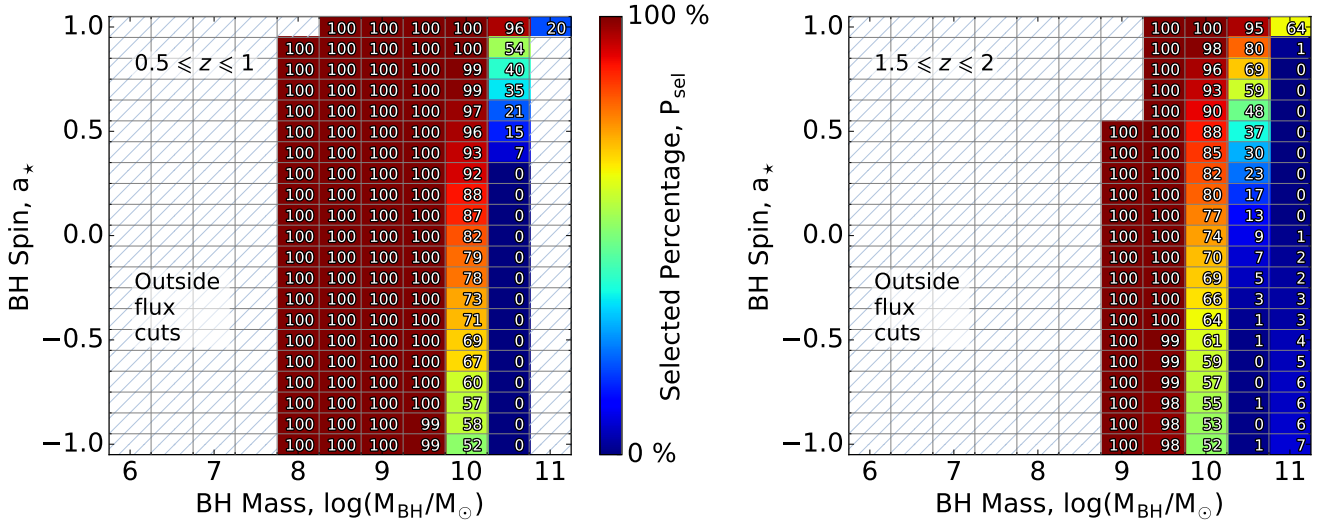 1.0 100 100 100 100 96 20
100 100 100 100 100 54
0.5 ⩽ z ⩽ 1 100 100 100 100 99 40
100 100 100 100 99 35
100 100 100 100 97 21
0.5 100 100 100 100 96 15
100 100 100 100 93 7
100 100 100 100 92 0
100 100 100 100 88 0
100 100 100 100 87 0
0.0 100 100 100 100 82 0
100 100 100 100 79 0
Outside 100 100 100 100 78 0
flux 100 100 100 100 73 0
cuts 100 100 100 100 71 0
−0.5 100 100 100 100 69 0
100 100 100 100 67 0
100 100 100 100 60 0
100 100 100 100 57 0
100 100 100 99 58 0
−1.0 100 100 100 99 52 0
6 7 8 9 10 11
BH Mass, log(M_BH/M_⊙)
BH Spin, a_⋆
100 %
Selected Percentage, P_sel
0 %
1.0 100 100 95 64
100 98 80 1
1.5 ⩽ z ⩽ 2 100 96 69 0
100 93 59 0
100 90 48 0
0.5 100 100 88 37 0
100 100 85 30 0
100 100 82 23 0
100 100 80 17 0
100 100 77 13 0
0.0 100 100 74 9 1
100 100 70 7 2
Outside 100 100 69 5 2
flux 100 100 66 3 3
cuts 100 100 64 1 3
−0.5 100 99 61 1 4
100 99 59 0 5
100 99 57 0 6
100 98 55 1 6
100 98 53 0 6
−1.0 100 98 52 1 7
6 7 8 9 10 11
BH Mass, log(M_BH/M_⊙)
BH Spin, a_⋆